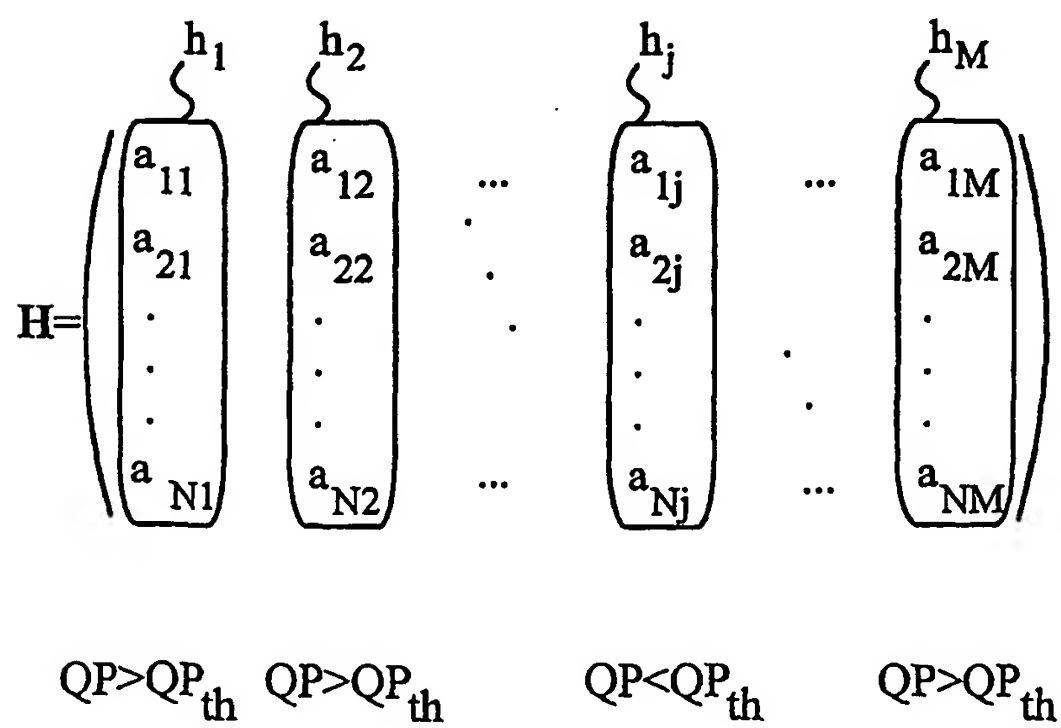 h1 h2 hj hM
a11 a12 ... a1j ... a1M
a21 a22 a2j a2M
H=
aN1 aN2 ... aNj ... aNM
QP>QPth QP>QPth QP<QPth QP>QPth